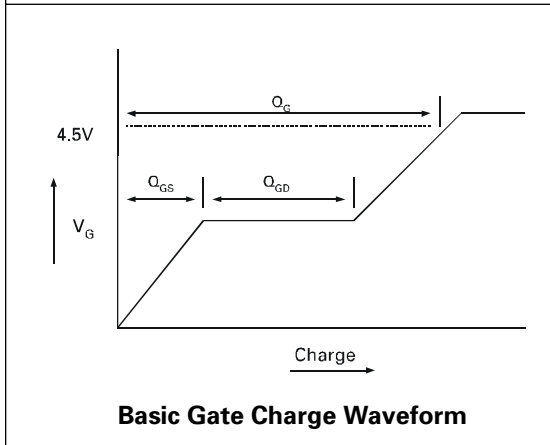 Q_G
4.5V
Q_GS
Q_GD
V_G
Charge
Basic Gate Charge Waveform